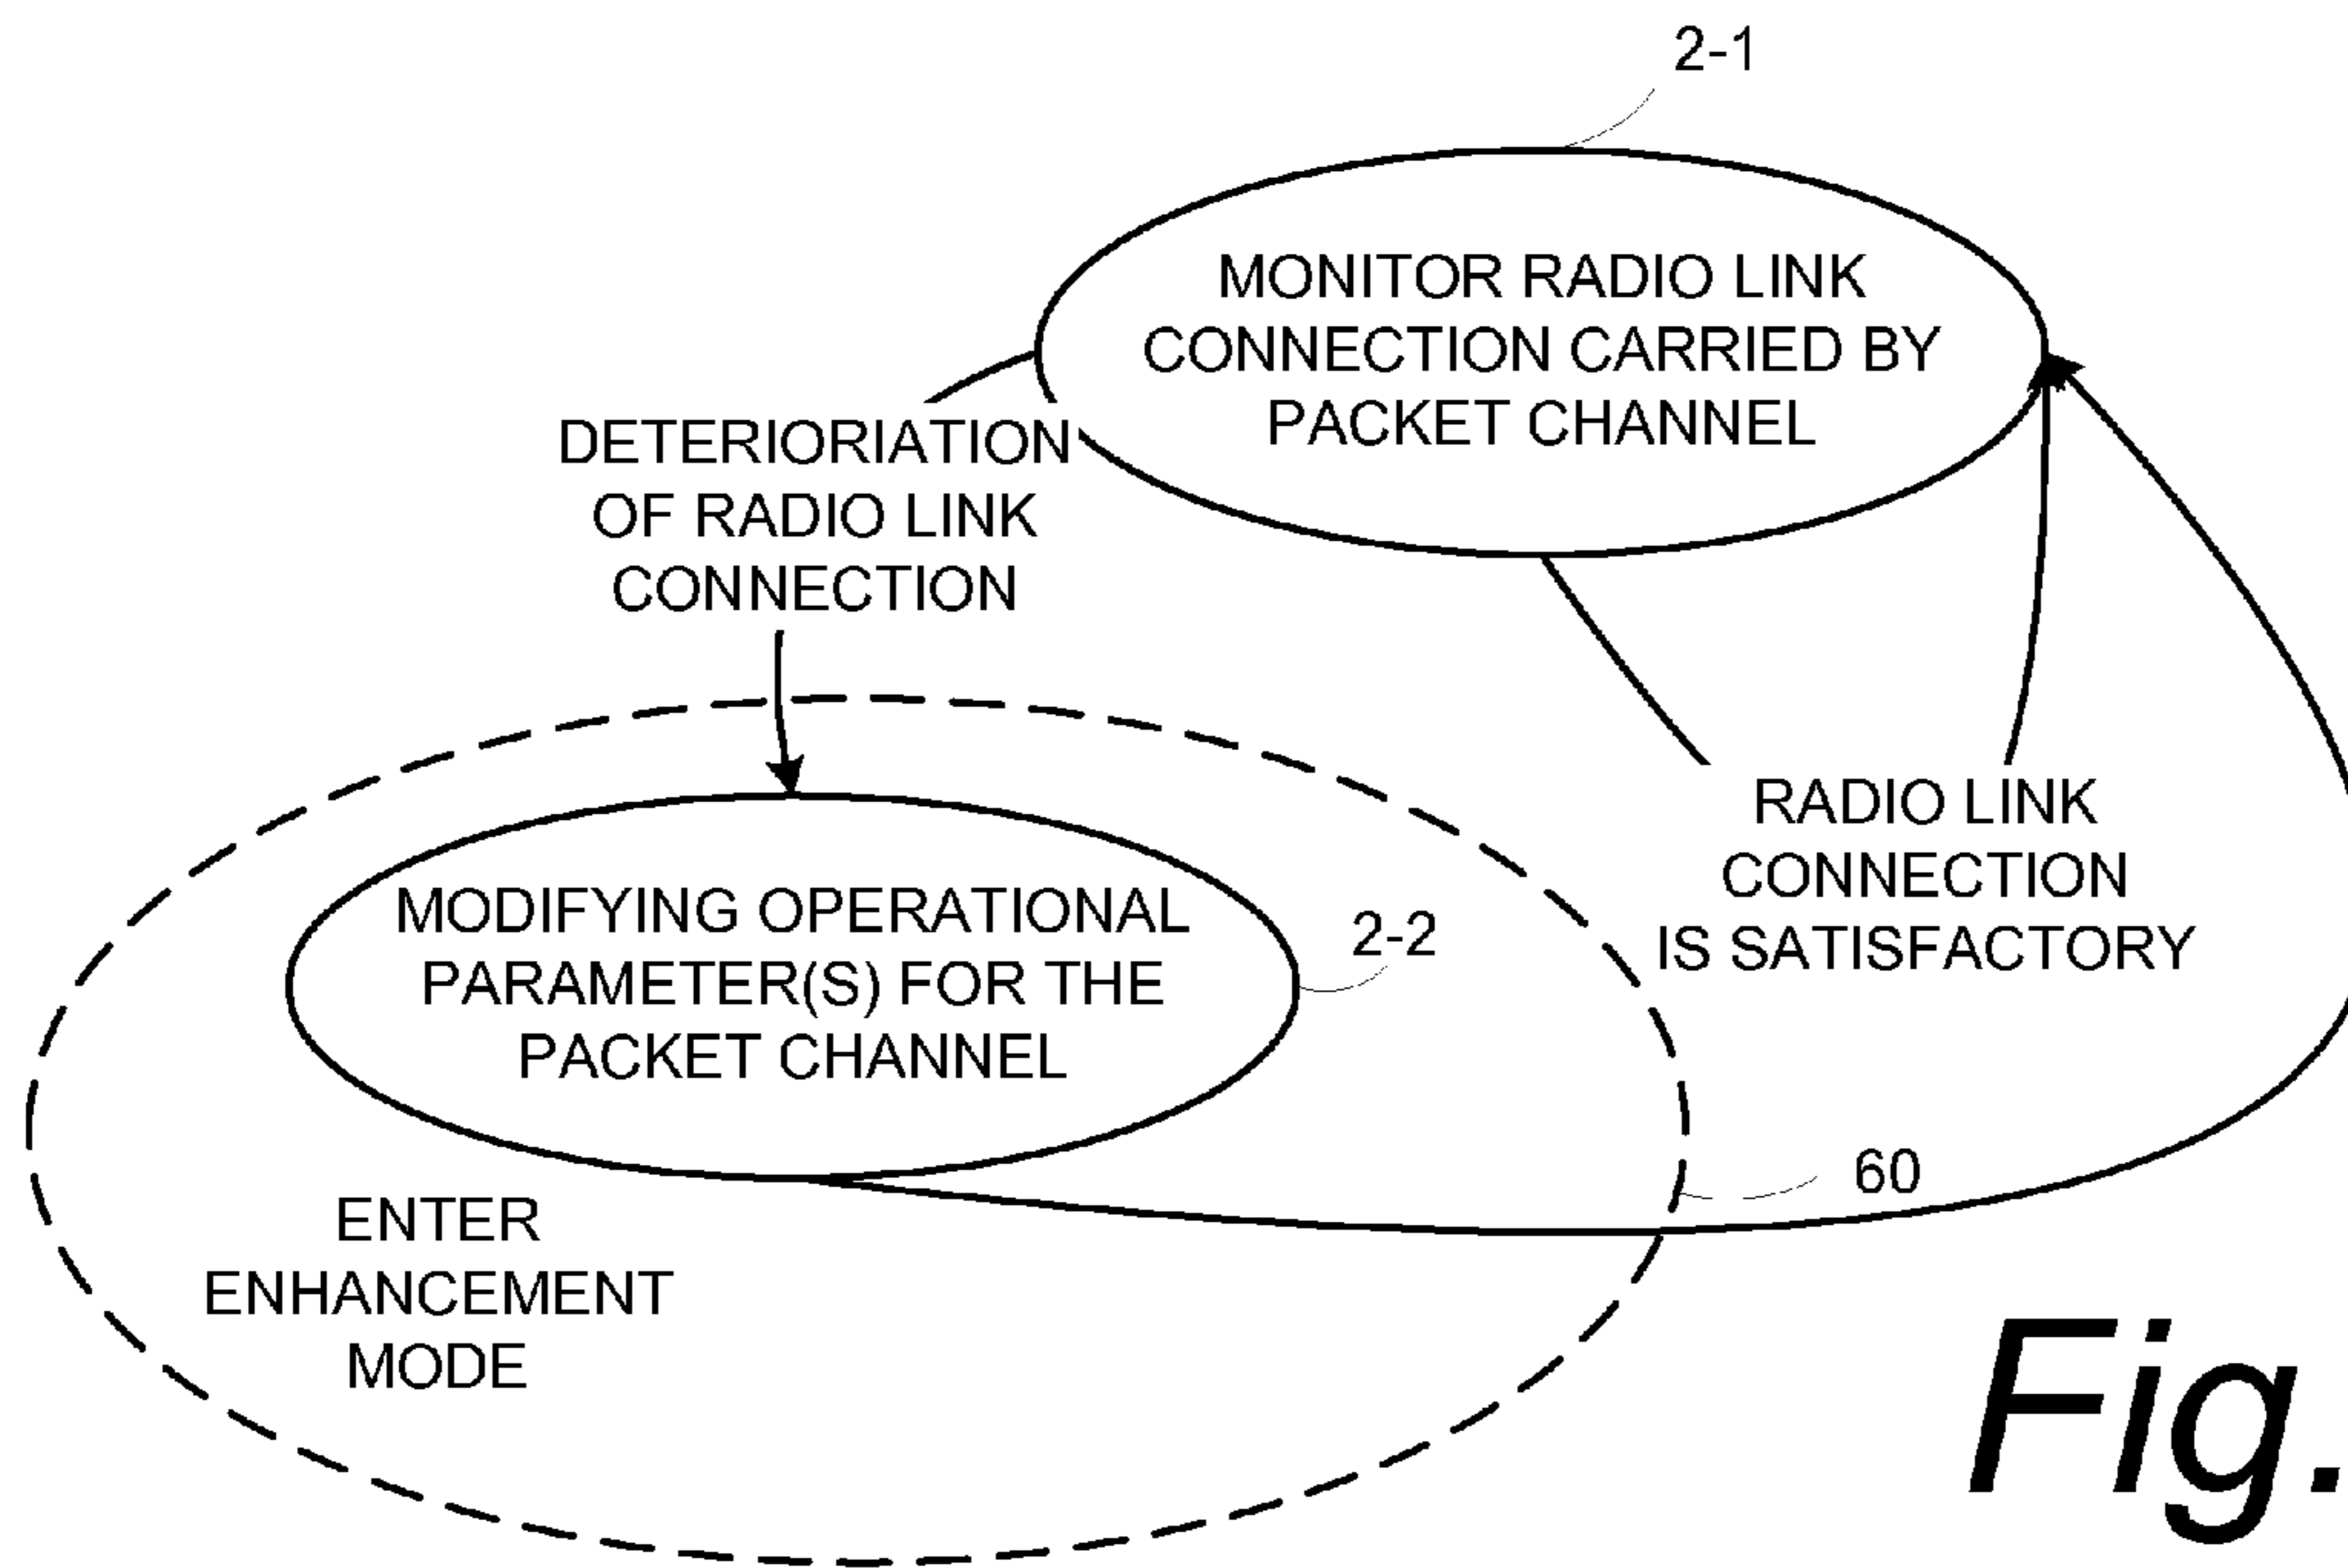 2-1
MONITOR RADIO LINK
CONNECTION CARRIED BY
PACKET CHANNEL
DETERIORIATION
OF RADIO LINK
CONNECTION
RADIO LINK
CONNECTION
IS SATISFACTORY
MODIFYING OPERATIONAL
PARAMETER(S) FOR THE
PACKET CHANNEL
2-2
60
ENTER
ENHANCEMENT
MODE
Fig.